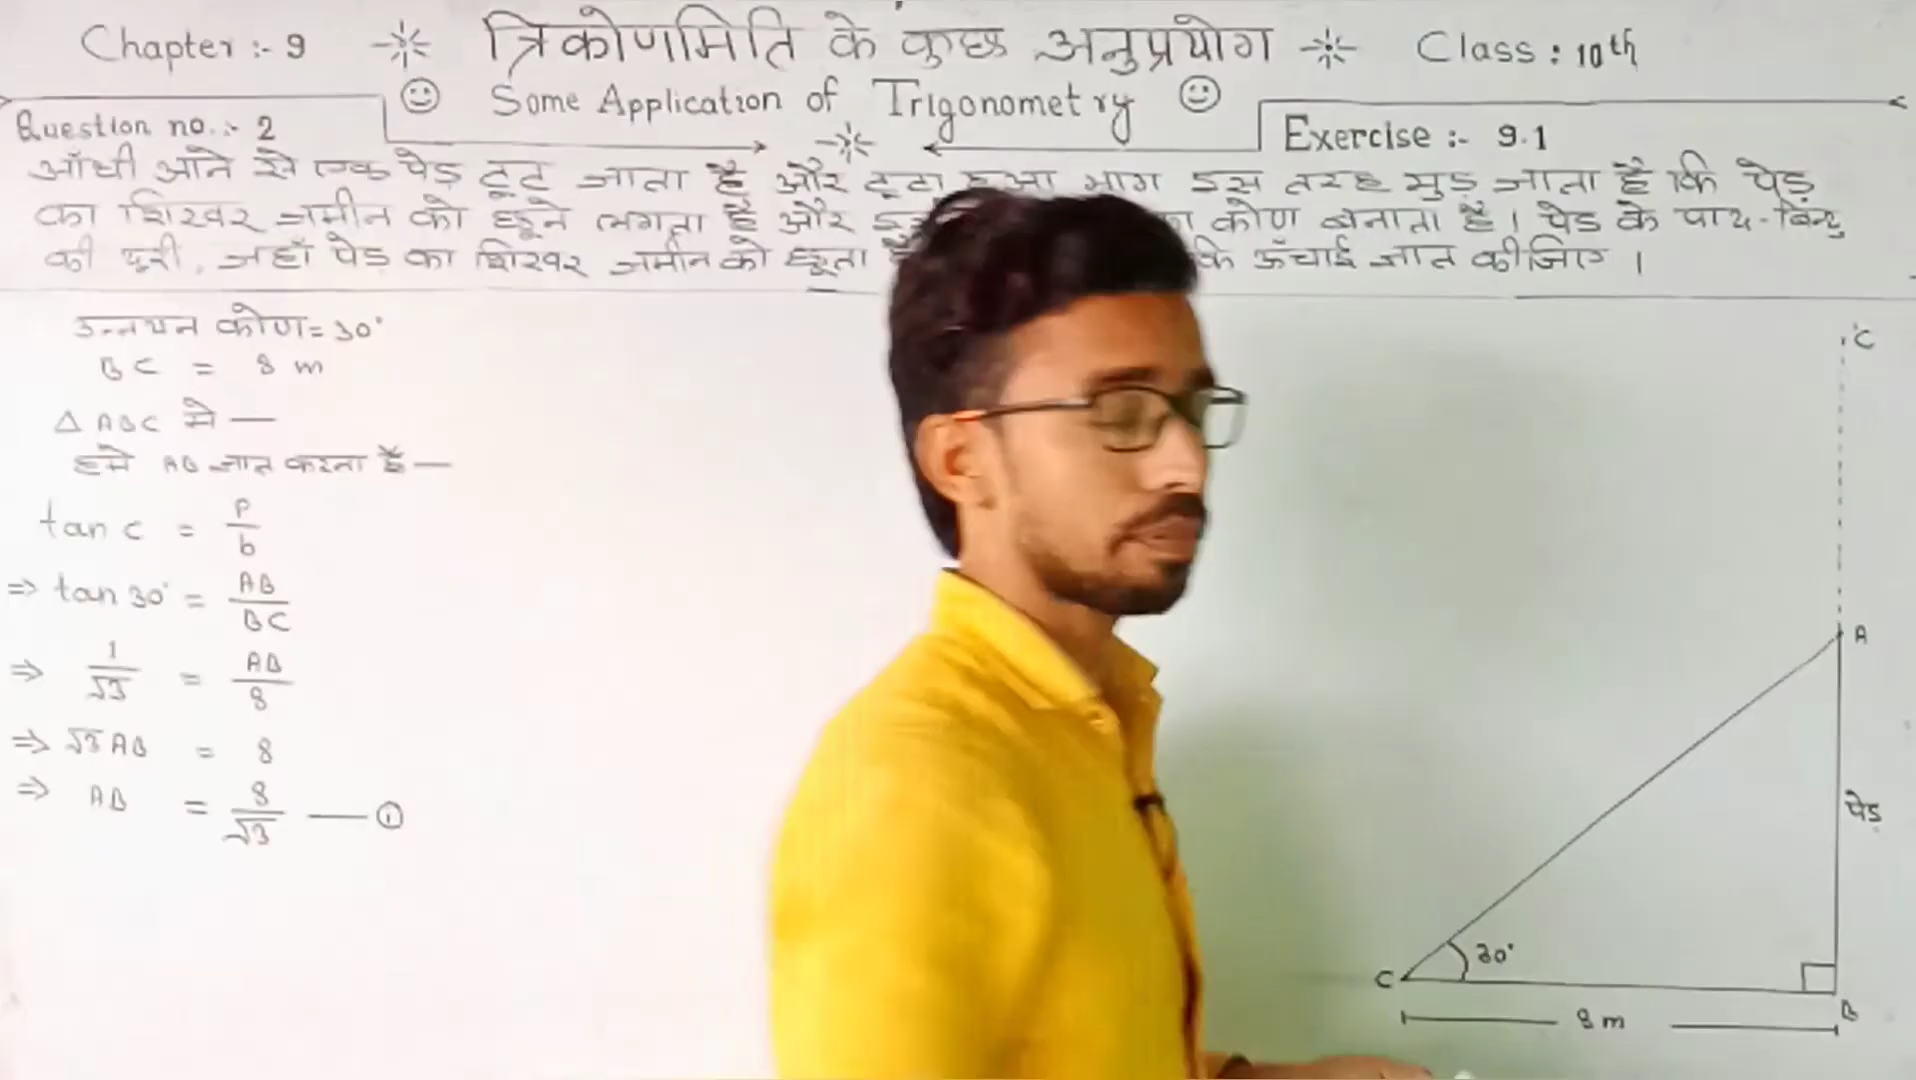 Chapter :- 9 त्रिकोणमिति के कुछ अनुप्रयोग Class : 10th
Some Application of Trigonometry
Question no. :- 2
Exercise :- 9.1
आँधी आने से एक पेड़ टूट जाता है और टूटा हुआ भाग इस तरह मुड़ जाता है कि पेड़
का शिखर जमीन को छूने लगता है और का कोण बनाता है । पेड़ के पाद-बिन्दु
की दूरी, जहाँ पेड़ का शिखर जमीन को छूता कि ऊँचाई ज्ञात कीजिए ।
उन्नयन कोण = 30°
BC = 8 m
△ ABC मे —
हमे AB ज्ञात करना है —
tan C = P/b
⇒ tan 30° = AB/BC
⇒ 1/√3 = AB/8
⇒ √3 AB = 8
⇒ AB = 8/√3 — ①
C
A
पेड़
C 30°
B
8 m